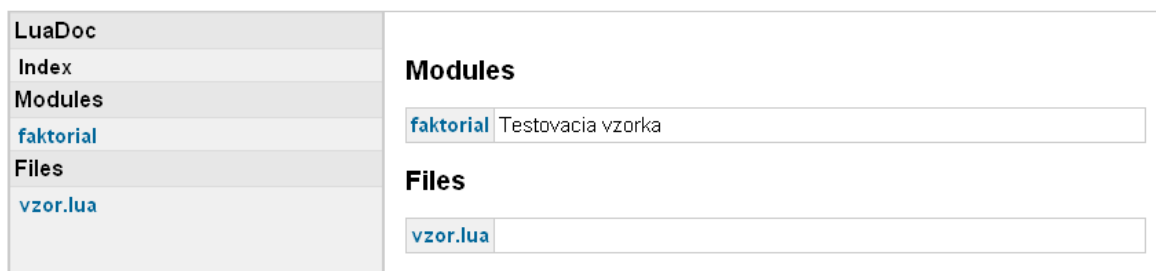 LuaDoc
Index
Modules
faktorial
Files
vzor.lua
Modules
faktorial Testovacia vzorka
Files
vzor.lua